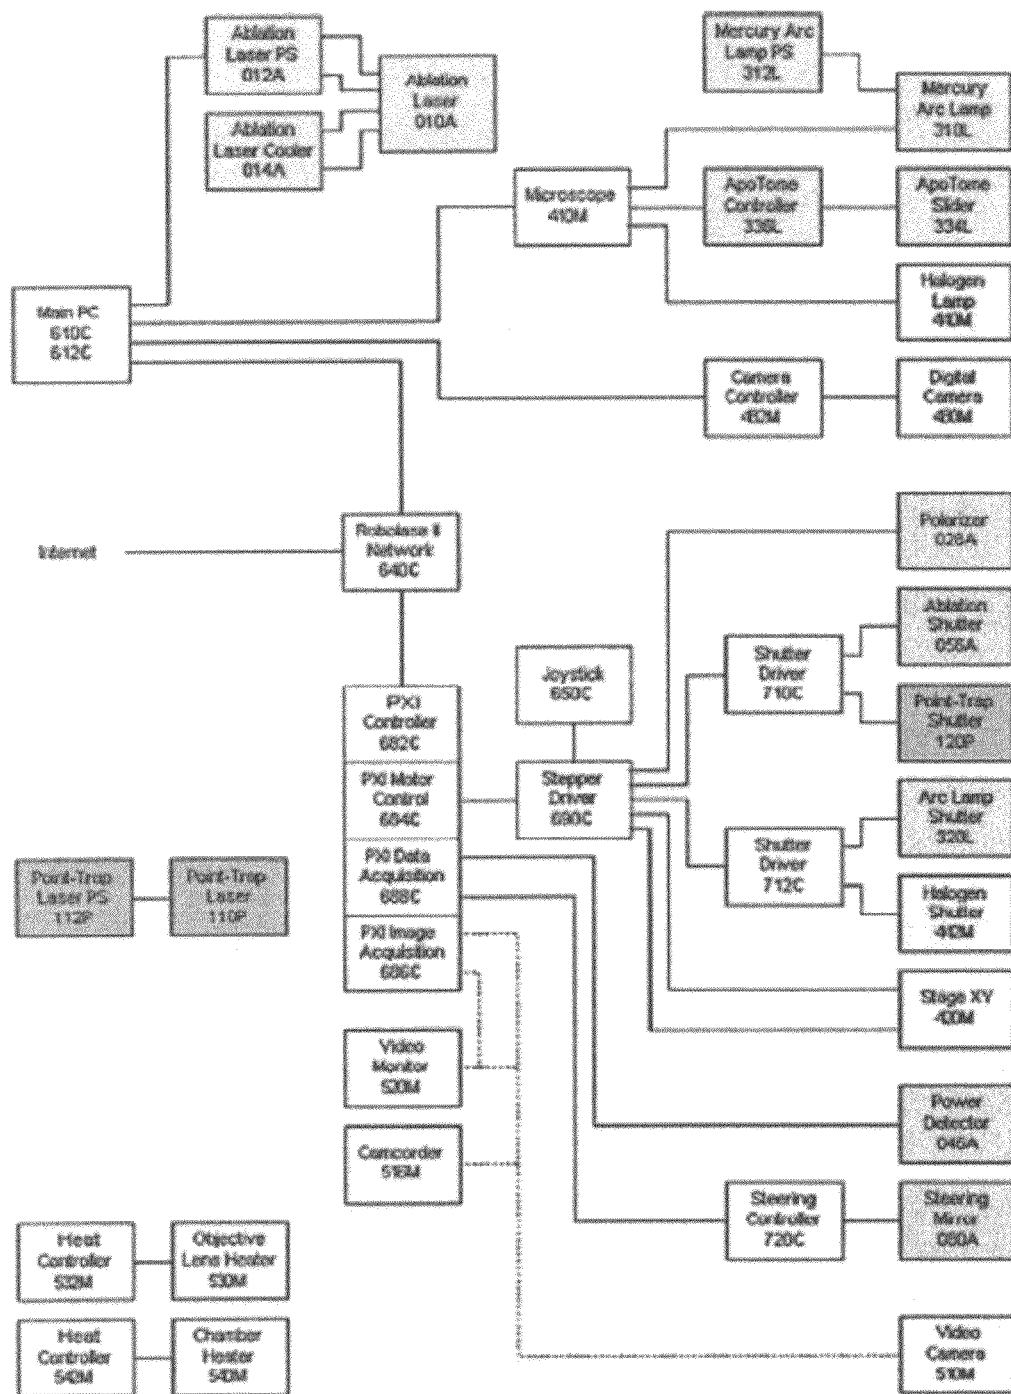 Ablation
Laser PS
012A
Ablation
Laser
010A
Ablation
Laser Cooler
014A
Mercury Arc
Lamp PS
312L
Mercury
Arc Lamp
310L
Microscope
410M
ApoTome
Controller
336L
ApoTome
Slider
334L
Halogen
Lamp
Main PC
610C
612C
Camera
Controller
Digital
Camera
Internet
Robolase II
Network
640C
Polarizer
Ablation
Shutter
Joystick
650C
Shutter
Driver
710C
Point-Trap
Shutter
120P
PXI
Controller
682C
PXI Motor
Control
684C
Stepper
Driver
690C
Arc Lamp
Shutter
320L
Shutter
Driver
712C
PXI Data
Acquisition
688C
Halogen
Shutter
Point-Trap
Laser PS
112P
Point-Trap
Laser
110P
PXI Image
Acquisition
686C
Stage XY
Video
Monitor
520M
Power
Detector
Camcorder
Steering
Controller
720C
Steering
Mirror
Heat
Controller
532M
Objective
Lens Heater
530M
Heat
Controller
Chamber
Heater
Video
Camera
510M